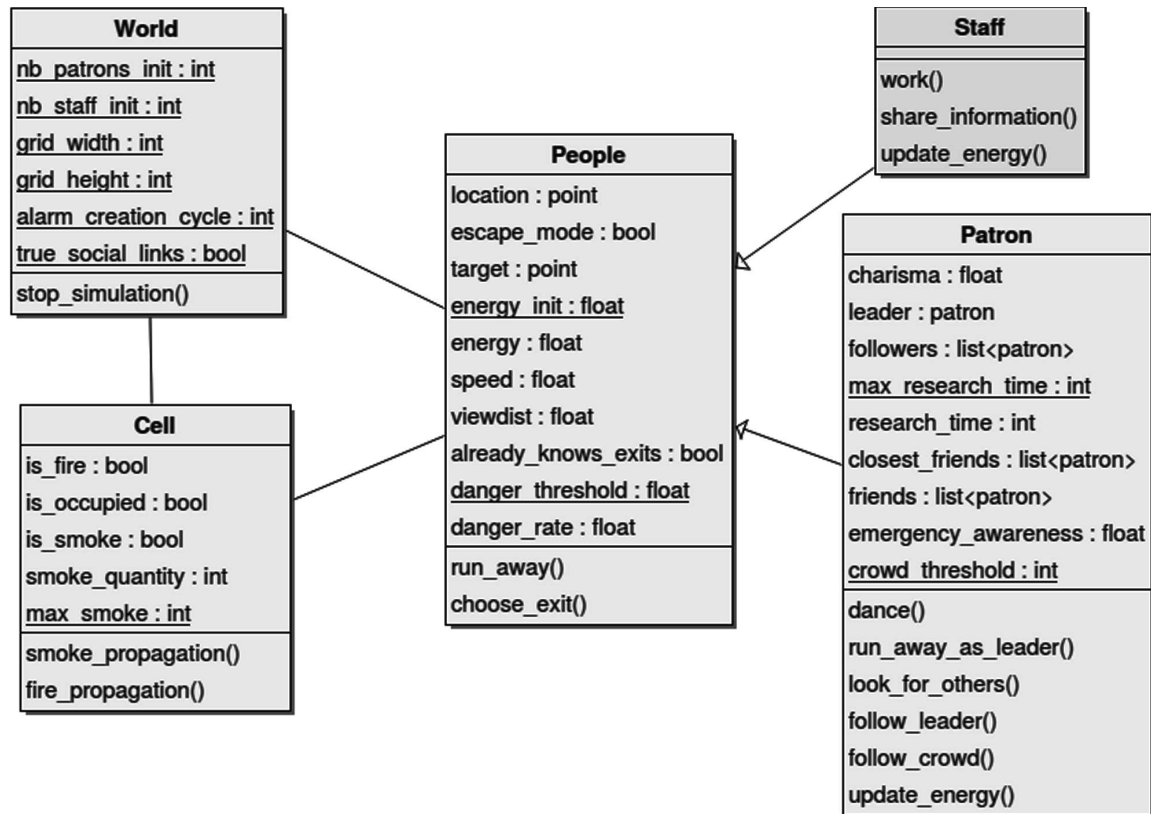 World
nb_patrons_init : int
nb_staff_init : int
grid_width : int
grid_height : int
alarm_creation_cycle : int
true_social_links : bool
stop_simulation()
Cell
is_fire : bool
is_occupied : bool
is_smoke : bool
smoke_quantity : int
max_smoke : int
smoke_propagation()
fire_propagation()
People
location : point
escape_mode : bool
target : point
energy_init : float
energy : float
speed : float
viewdist : float
already_knows_exits : bool
danger_threshold : float
danger_rate : float
run_away()
choose_exit()
Staff
work()
share_information()
update_energy()
Patron
charisma : float
leader : patron
followers : list<patron>
max_research_time : int
research_time : int
closest_friends : list<patron>
friends : list<patron>
emergency_awareness : float
crowd_threshold : int
dance()
run_away_as_leader()
look_for_others()
follow_leader()
follow_crowd()
update_energy()